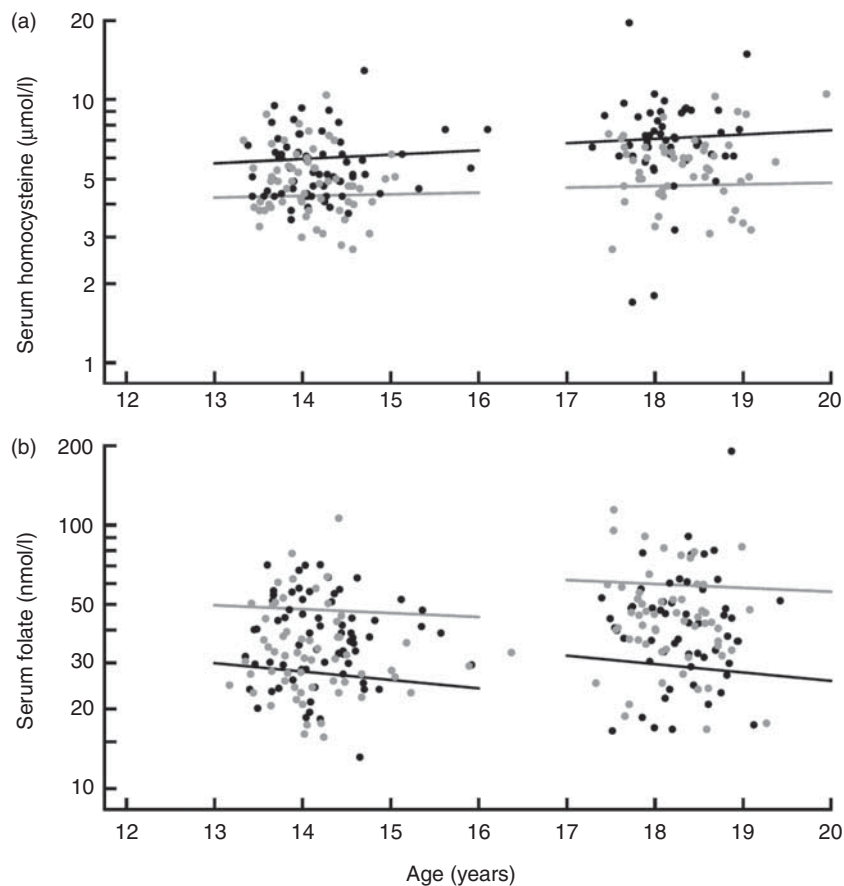 (a)
20
10
5
3
2
1
Serum homocysteine (μmol/l)
12 13 14 15 16 17 18 19 20
(b)
200
100
50
30
20
10
Serum folate (nmol/l)
12 13 14 15 16 17 18 19 20
Age (years)